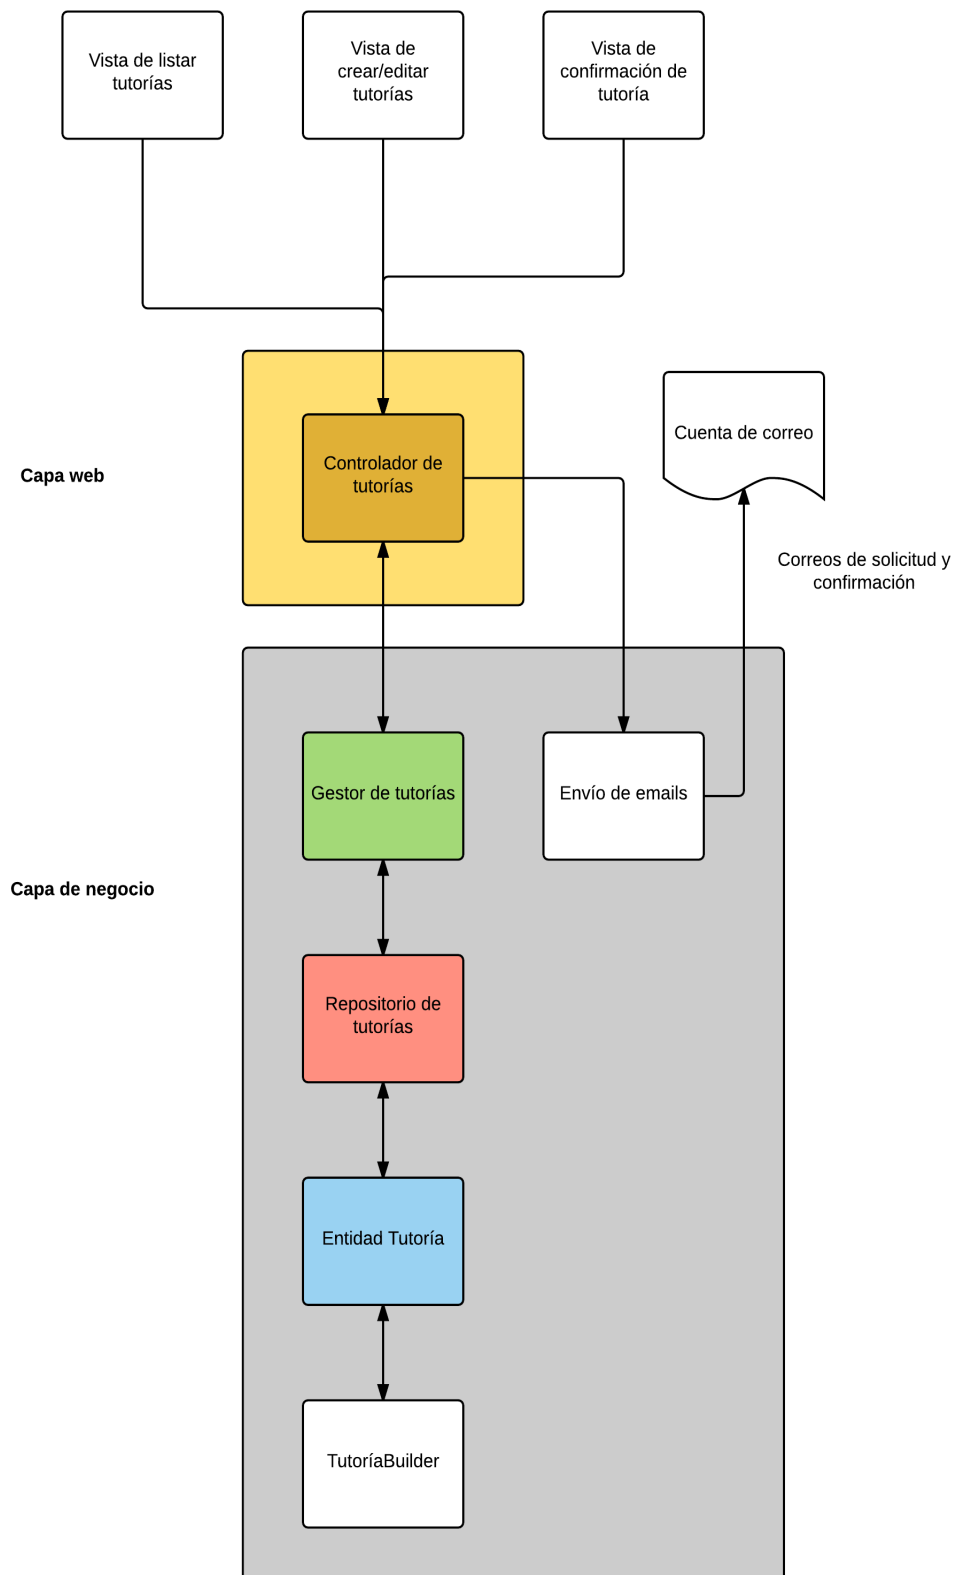 Vista de listar
tutorías
Vista de
crear/editar
tutorías
Vista de
confirmación de
tutoría
Capa web
Controlador de
tutorías
Cuenta de correo
Correos de solicitud y
confirmación
Gestor de tutorías
Envío de emails
Capa de negocio
Repositorio de
tutorías
Entidad Tutoría
TutoríaBuilder